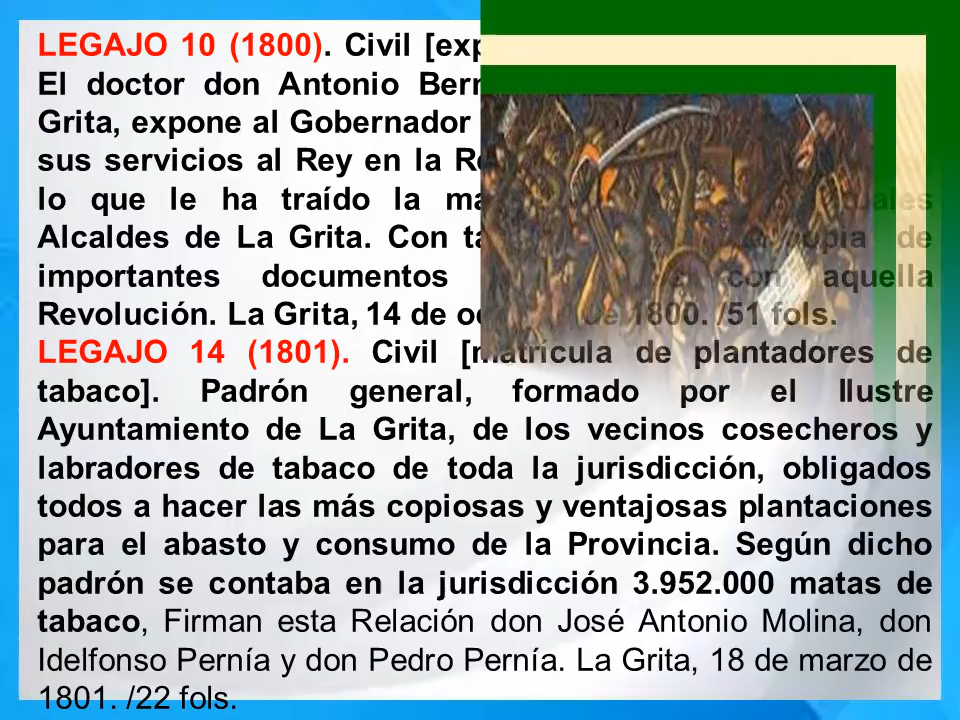 LEGAJO 10 (1800). Civil [exp
El doctor don Antonio
Grita, expone al Gobernador
sus servicios al Rey en la
lo que le ha traído la
Alcaldes de La Grita. Con copia de
importantes documentos con aquella
Revolución. La Grita, 14 de de 1800. /51 fols.
LEGAJO 14 (1801). Civil [matrícula de plantadores de
tabaco]. Padrón general, formado por el Ilustre
Ayuntamiento de La Grita, de los vecinos cosecheros y
labradores de tabaco de toda la jurisdicción, obligados
todos a hacer las más copiosas y ventajosas plantaciones
para el abasto y consumo de la Provincia. Según dicho
padrón se contaba en la jurisdicción 3.952.000 matas de
tabaco, Firman esta Relación don José Antonio Molina, don
Idelfonso Pernía y don Pedro Pernía. La Grita, 18 de marzo de
1801. /22 fols.